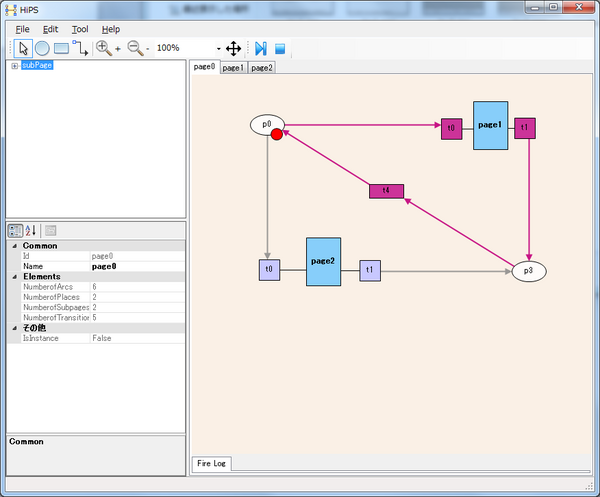 HiPS
File Edit Tool Help
+ - 100%
subPage
page0 page1 page2
p0
t0 page1 t1
t4
t0 page2 t1
p3
Common
Id page0
Name page0
Elements
NumberofArcs 6
NumberofPlaces 2
NumberofSubpages 2
NumberofTransition 5
その他
IsInstance False
Common
Fire Log